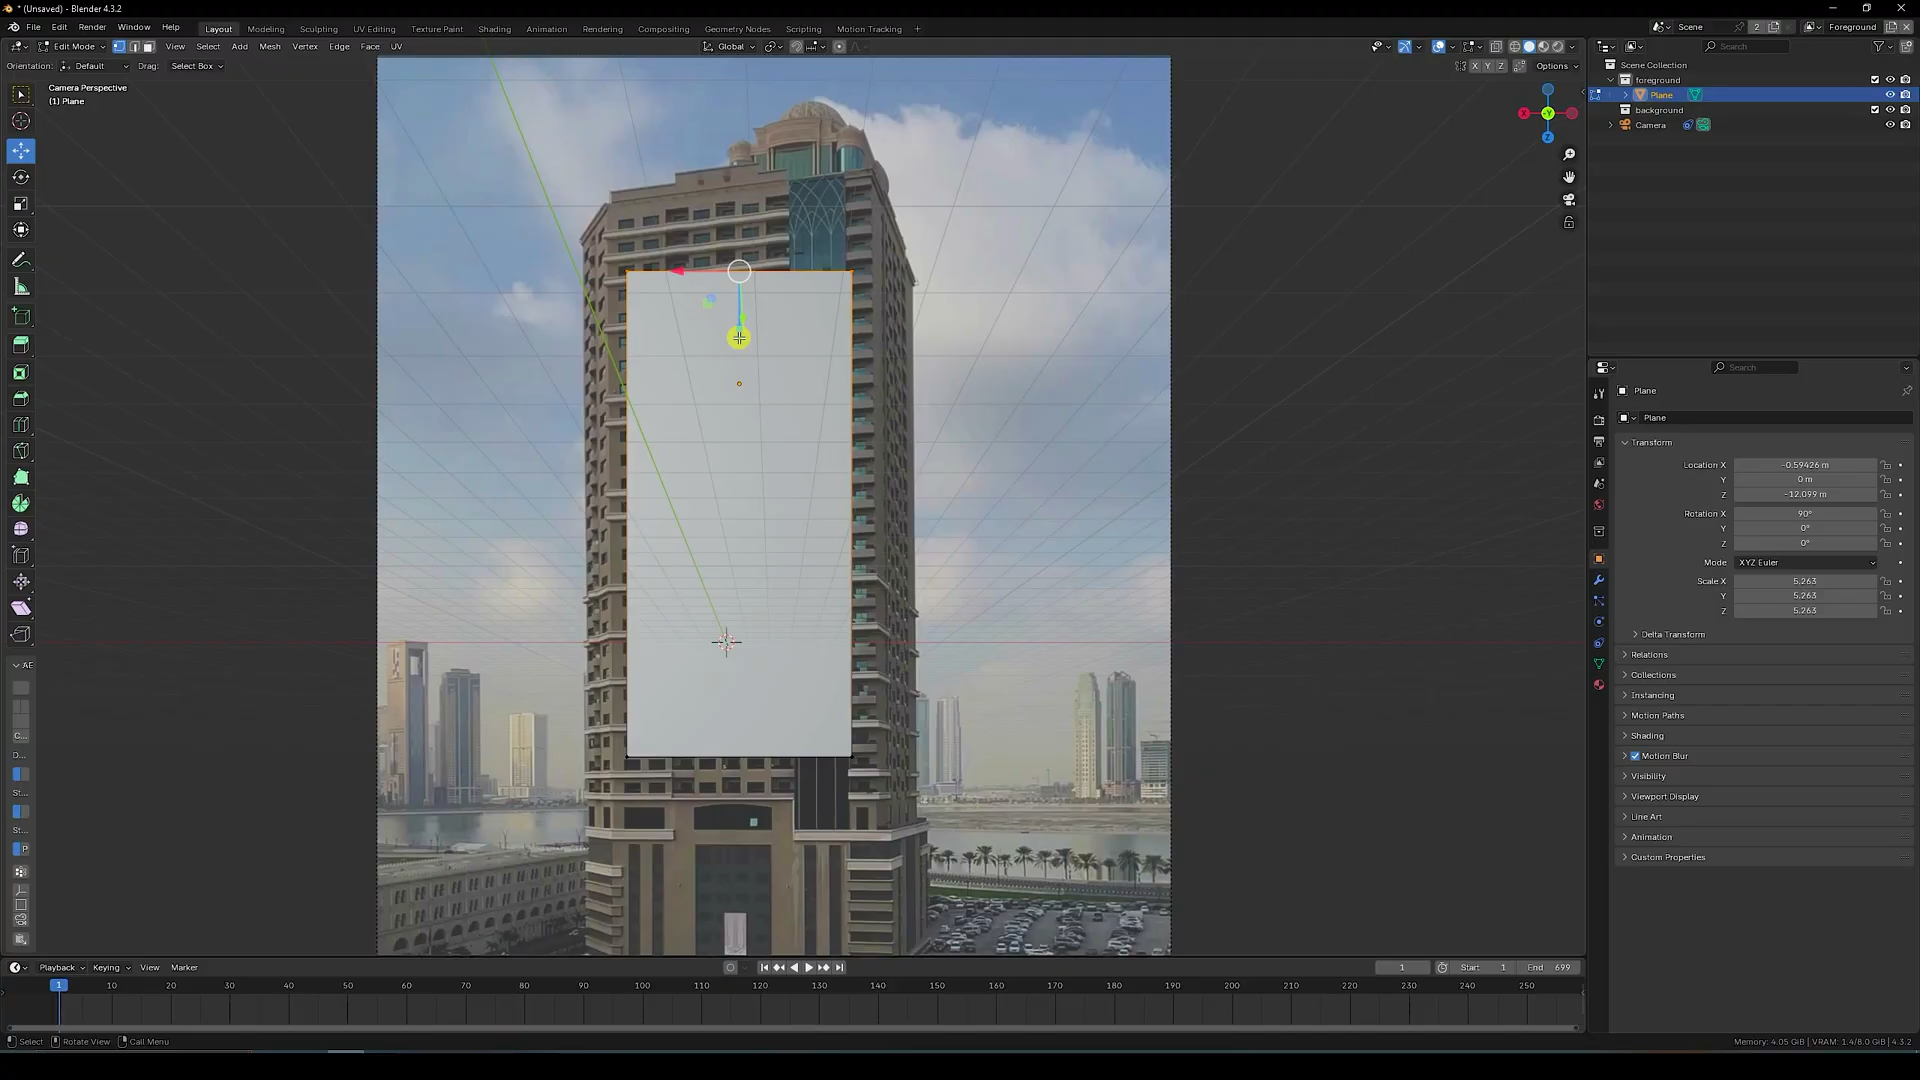 * (Unsaved) - Blender 4.3.2
File Edit Render Window Help Layout Modeling Sculpting UV Editing Texture Paint Shading Animation Rendering Compositing Geometry Nodes Scripting Motion Tracking + Scene 2 Foreground
Edit Mode View Select Add Mesh Vertex Edge Face UV Global Search
Orientation: Default Drag: Select Box X Y Z Options
Camera Perspective
(1) Plane
X
Y
Z
Scene Collection
foreground
Plane
background
Camera
Search
Plane
Plane
Transform
Location X -0.59426 m
Y 0 m
Z -12.099 m
Rotation X 90°
Y 0°
Z 0°
Mode XYZ Euler
Scale X 5.263
Y 5.263
Z 5.263
Delta Transform
Relations
Collections
Instancing
Motion Paths
Shading
Motion Blur
Visibility
Viewport Display
Line Art
Animation
Custom Properties
AE
C...
D...
St...
St...
P
Playback Keying View Marker 1 Start 1 End 699
1 10 20 30 40 50 60 70 80 90 100 110 120 130 140 150 160 170 180 190 200 210 220 230 240 250
Select Rotate View Call Menu Memory: 4.05 GiB | VRAM: 1.4/8.0 GiB | 4.3.2